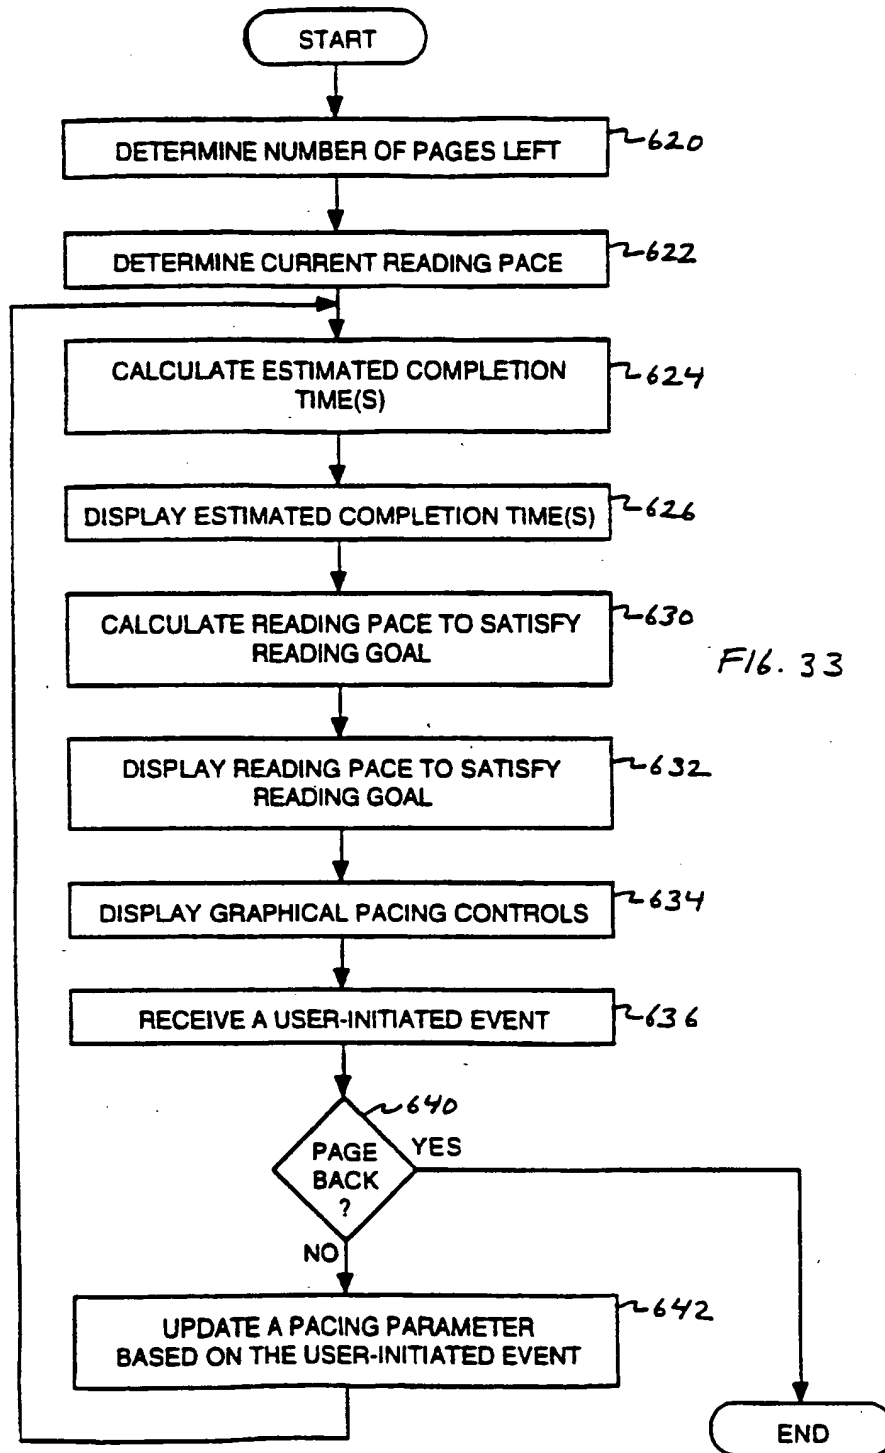 START
DETERMINE NUMBER OF PAGES LEFT
620
DETERMINE CURRENT READING PACE
622
CALCULATE ESTIMATED COMPLETION
TIME(S)
624
DISPLAY ESTIMATED COMPLETION TIME(S)
626
CALCULATE READING PACE TO SATISFY
READING GOAL
630
FIG. 33
DISPLAY READING PACE TO SATISFY
READING GOAL
632
DISPLAY GRAPHICAL PACING CONTROLS
634
RECEIVE A USER-INITIATED EVENT
636
640
PAGE
BACK
?
YES
NO
UPDATE A PACING PARAMETER
BASED ON THE USER-INITIATED EVENT
642
END